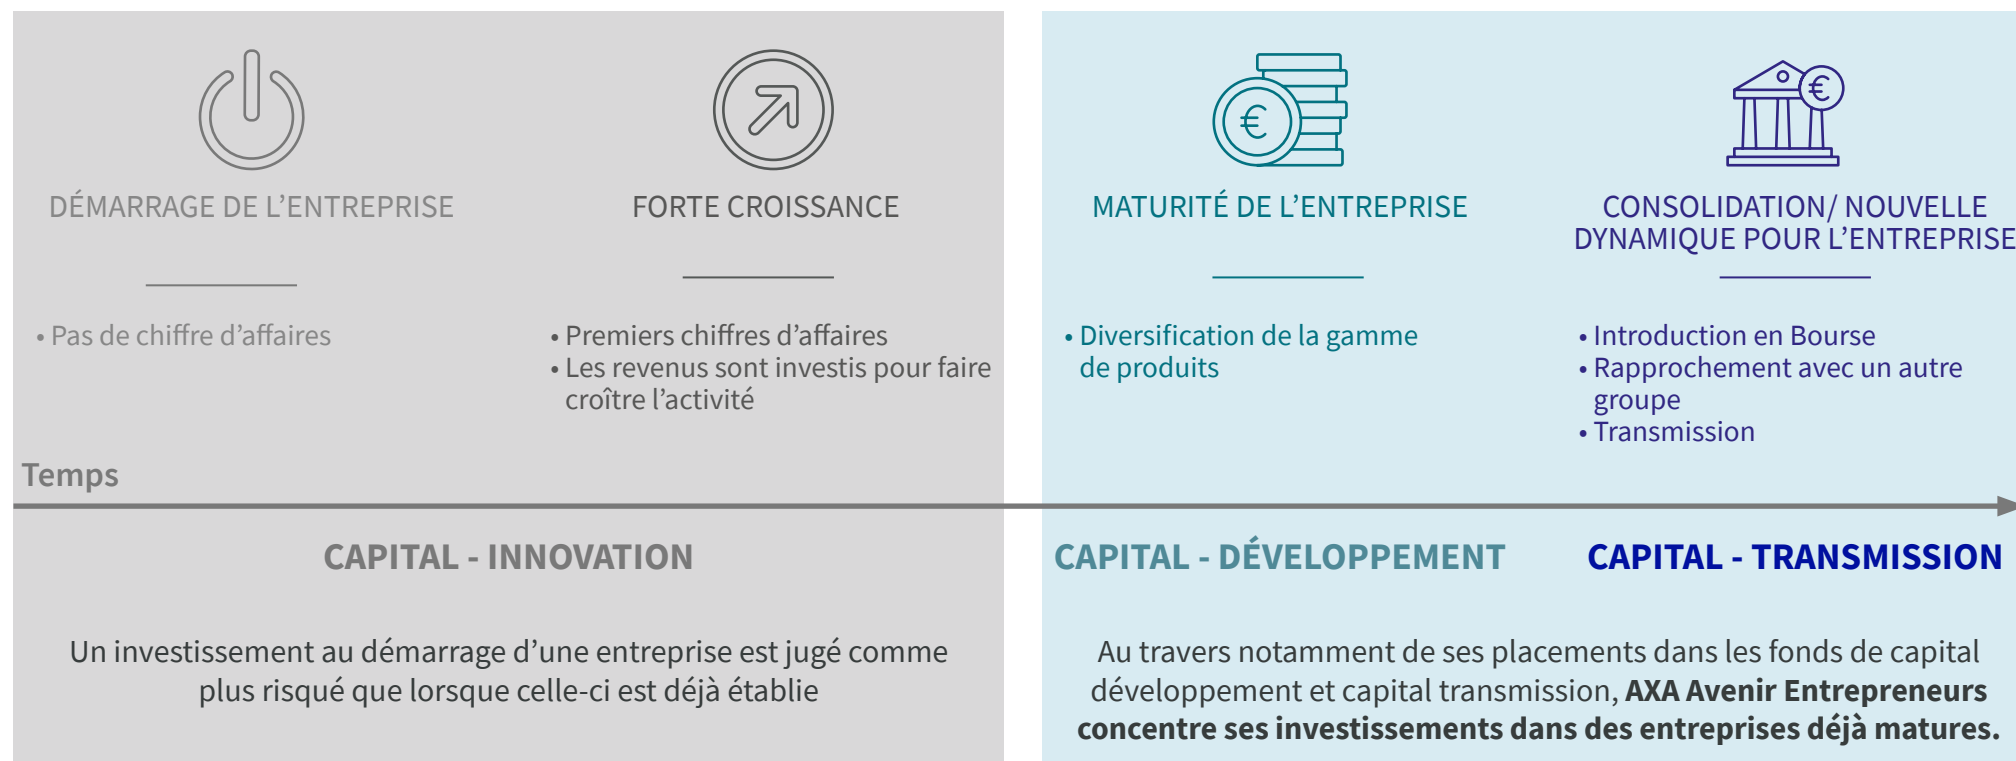 DÉMARRAGE DE L’ENTREPRISE
• Pas de chiffre d’affaires
FORTE CROISSANCE
• Premiers chiffres d’affaires
• Les revenus sont investis pour faire
croître l’activité
MATURITÉ DE L’ENTREPRISE
• Diversification de la gamme
de produits
CONSOLIDATION/ NOUVELLE
DYNAMIQUE POUR L’ENTREPRISE
• Introduction en Bourse
• Rapprochement avec un autre
groupe
• Transmission
Temps
CAPITAL - INNOVATION
Un investissement au démarrage d’une entreprise est jugé comme
plus risqué que lorsque celle-ci est déjà établie
CAPITAL - DÉVELOPPEMENT
CAPITAL - TRANSMISSION
Au travers notamment de ses placements dans les fonds de capital
développement et capital transmission, AXA Avenir Entrepreneurs
concentre ses investissements dans des entreprises déjà matures.